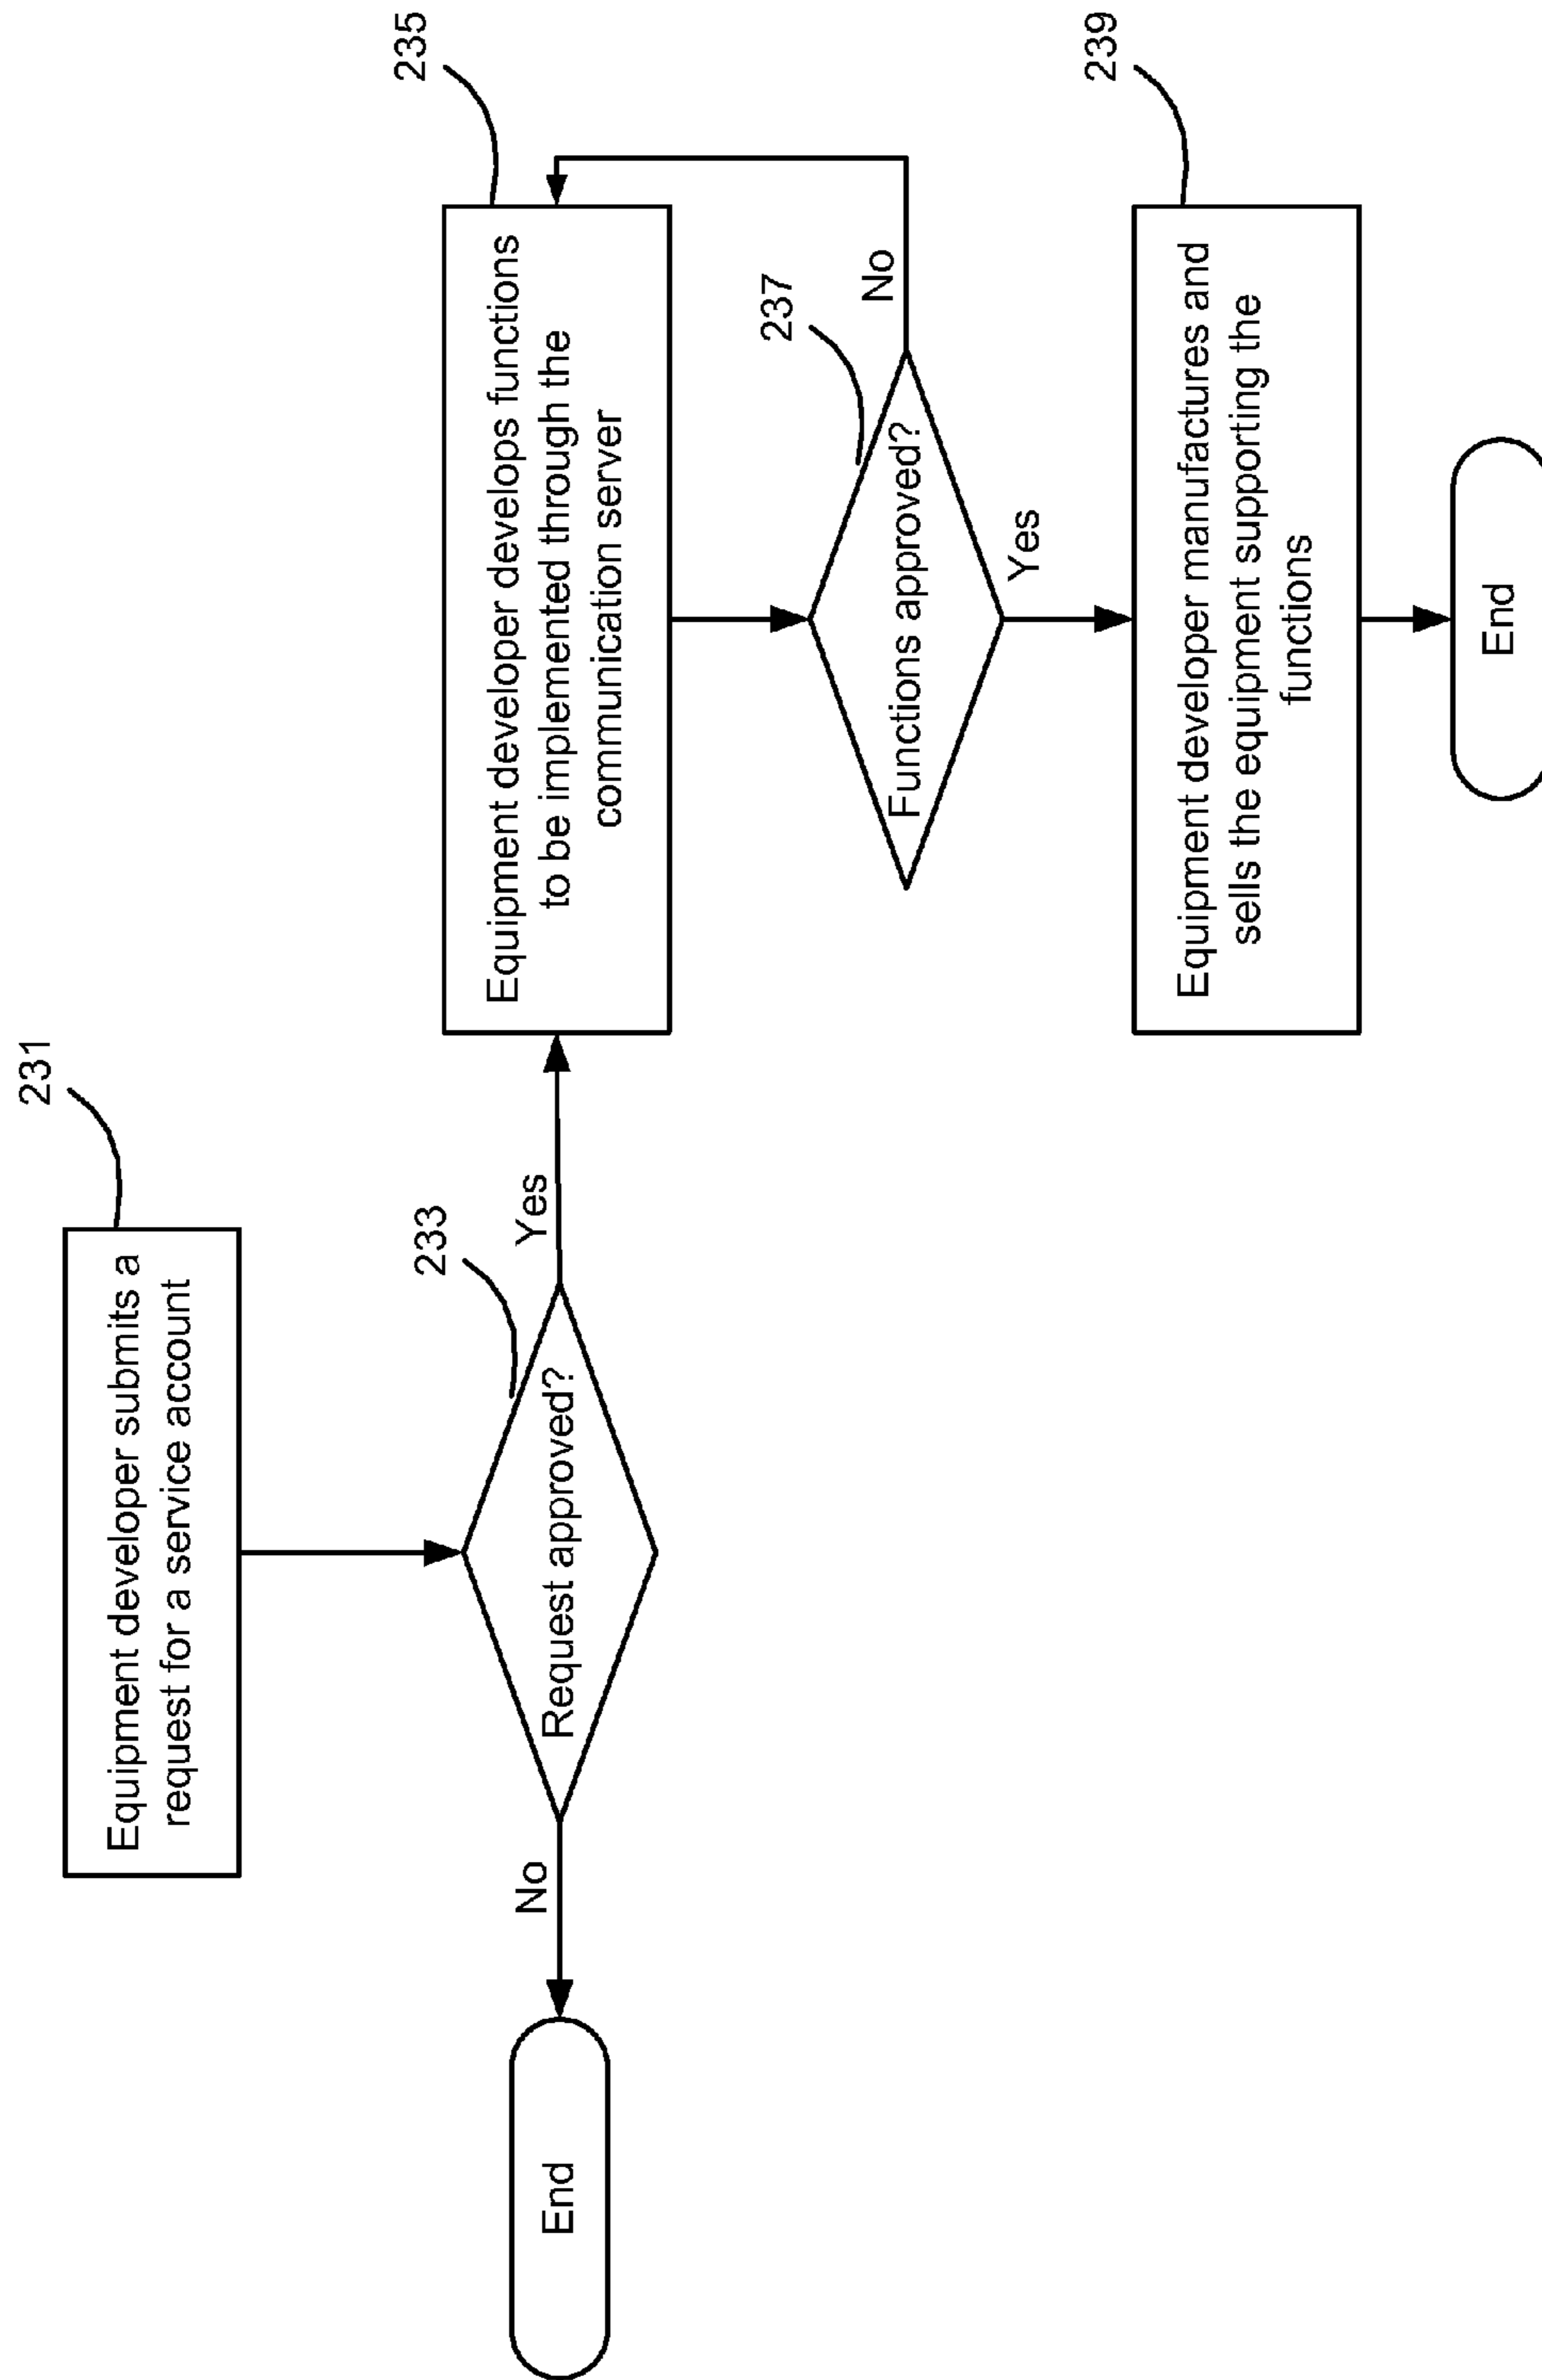 231
Equipment developer submits a
request for a service account
233
Request approved?
No
Yes
End
235
Equipment developer develops functions
to be implemented through the
communication server
237
Functions approved?
No
Yes
239
Equipment developer manufactures and
sells the equipment supporting the
functions
End